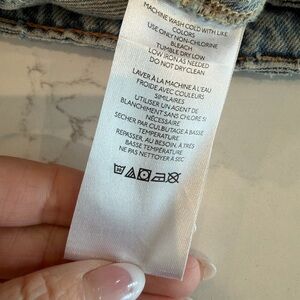 MACHINE WASH COLD WITH LIKE
COLORS
USE ONLY NON-CHLORINE
BLEACH
TUMBLE DRY LOW
LOW IRON AS NEEDED
DO NOT DRY CLEAN
LAVER À LA MACHINE À L'EAU
FROIDE AVEC COULEURS
SIMILAIRES
UTILISER UN AGENT DE
BLANCHIMENT SANS CHLORE SI
NÉCESSAIRE
SÉCHER PAR CULBUTAGE À BASSE
TEMPÉRATURE
REPASSER, AU BESOIN, À TRÈS
BASSE TEMPÉRATURE
NE PAS NETTOYER À SEC